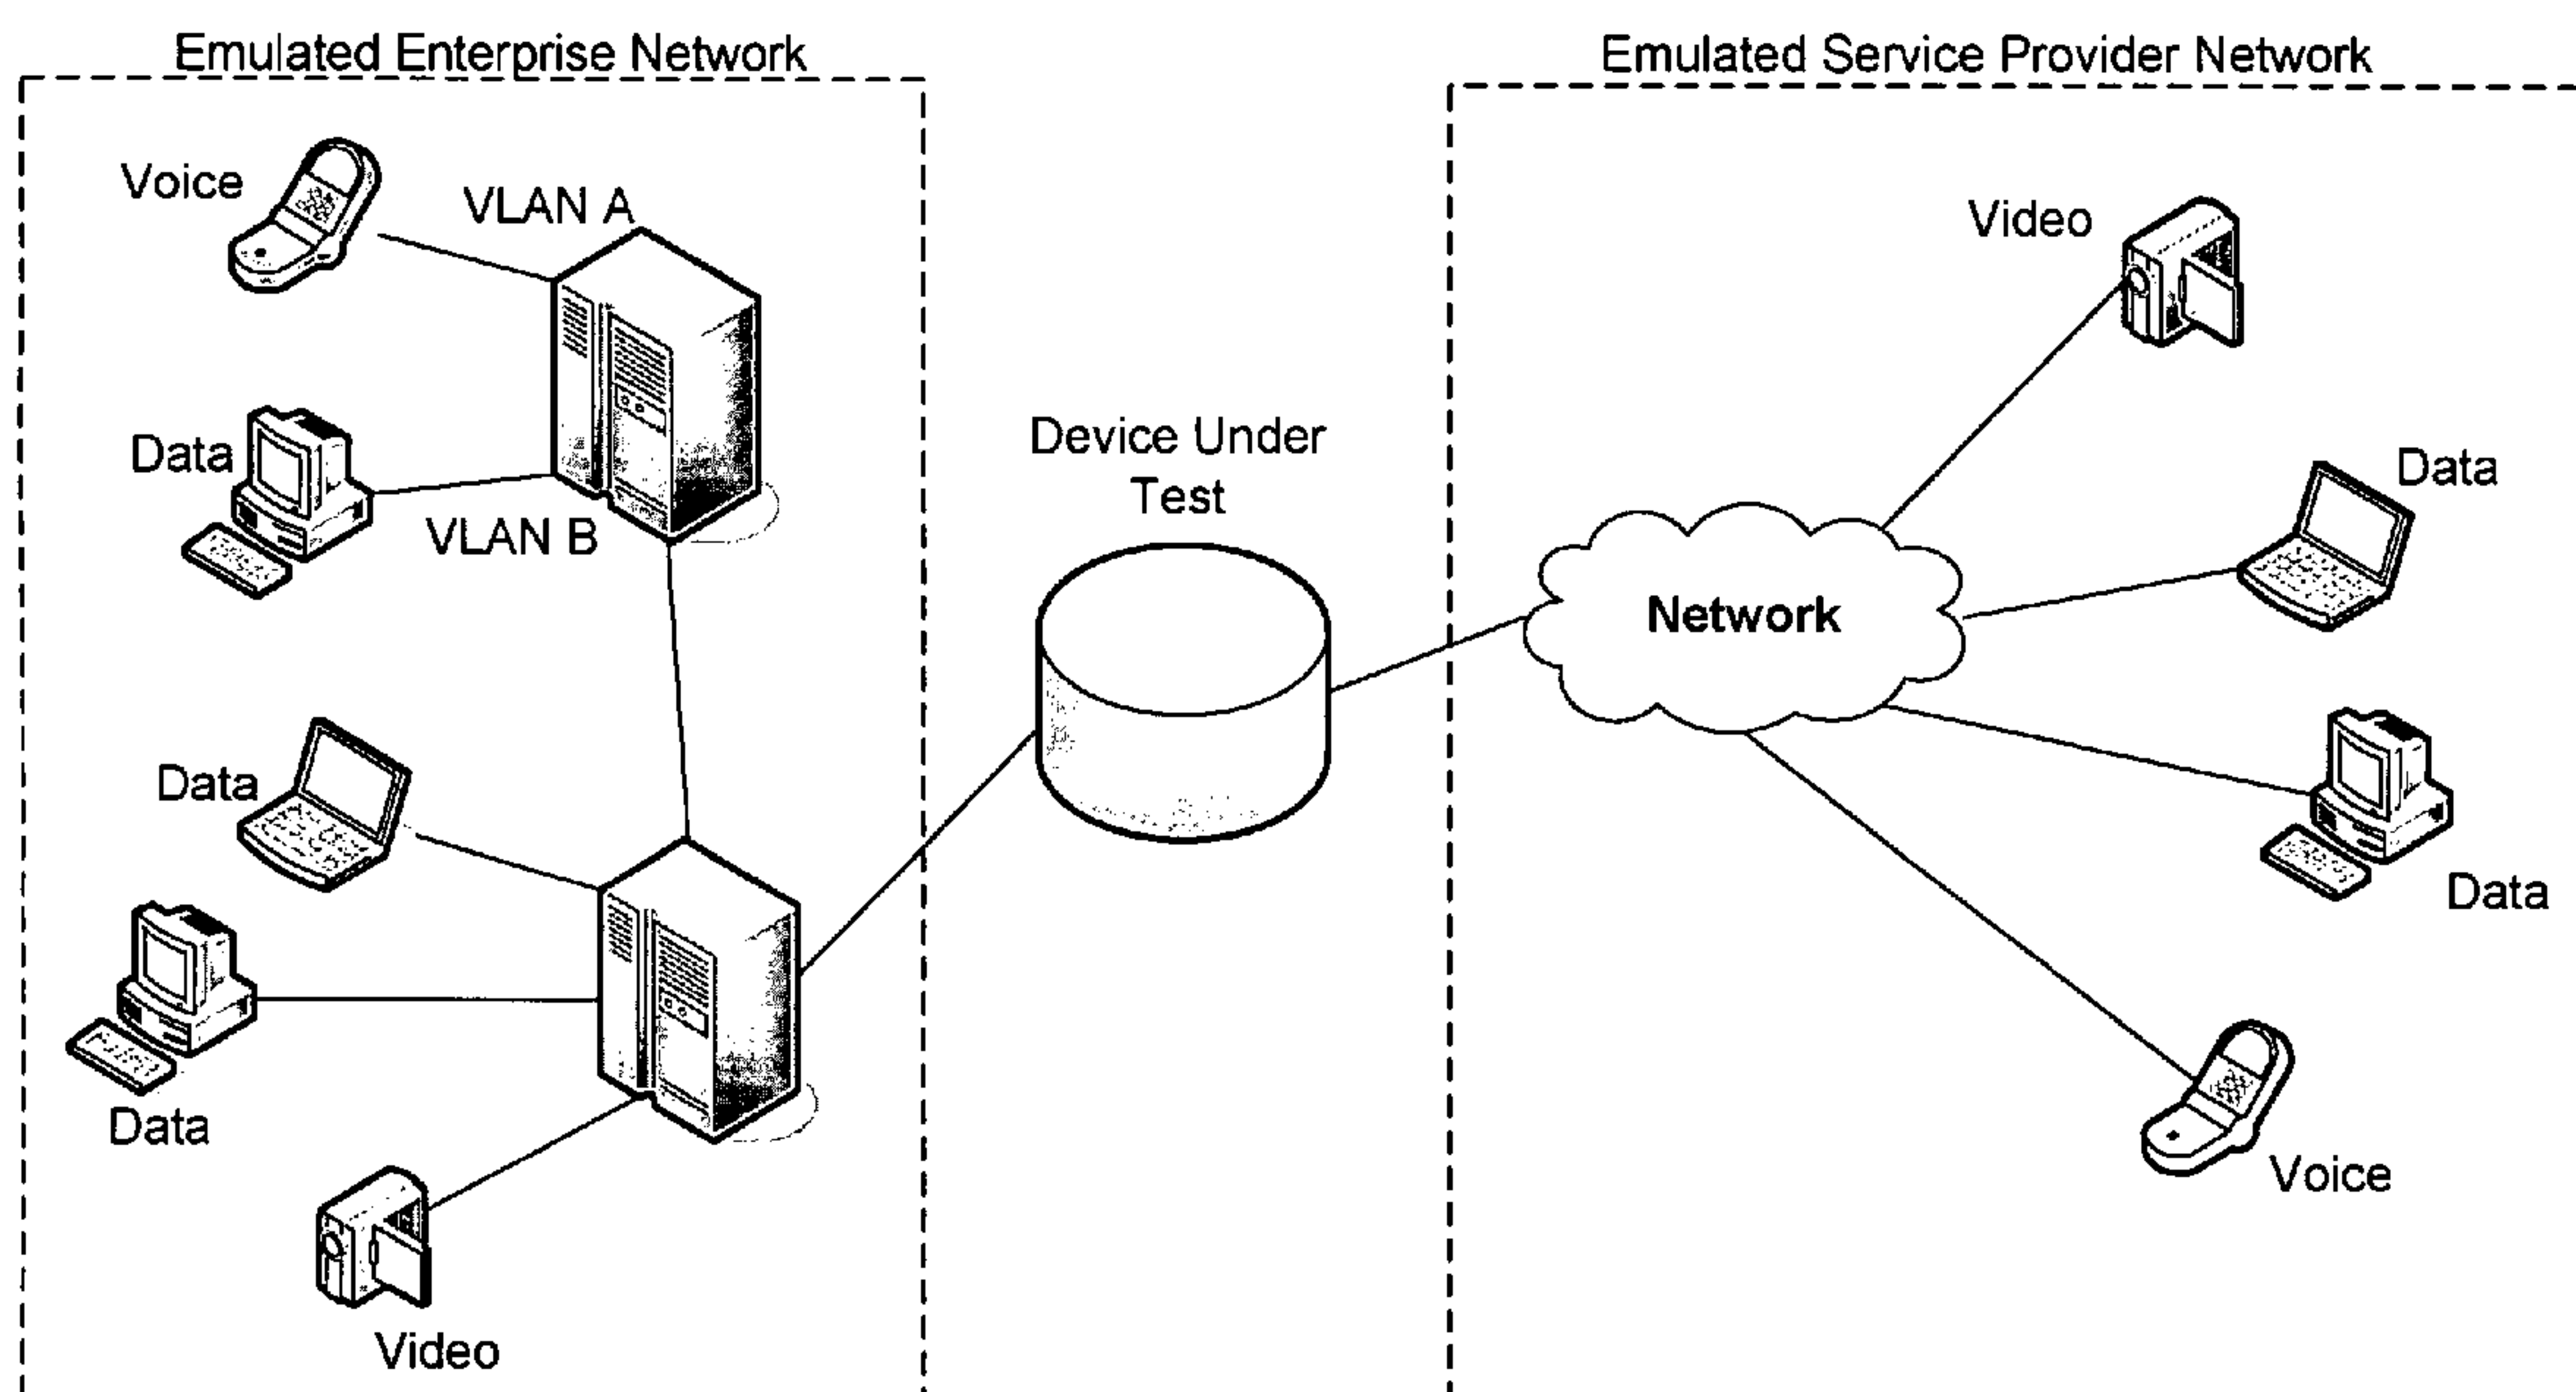 Emulated Enterprise Network
Emulated Service Provider Network
Voice
VLAN A
Data
VLAN B
Data
Data
Video
Device Under
Test
Network
Video
Data
Data
Voice